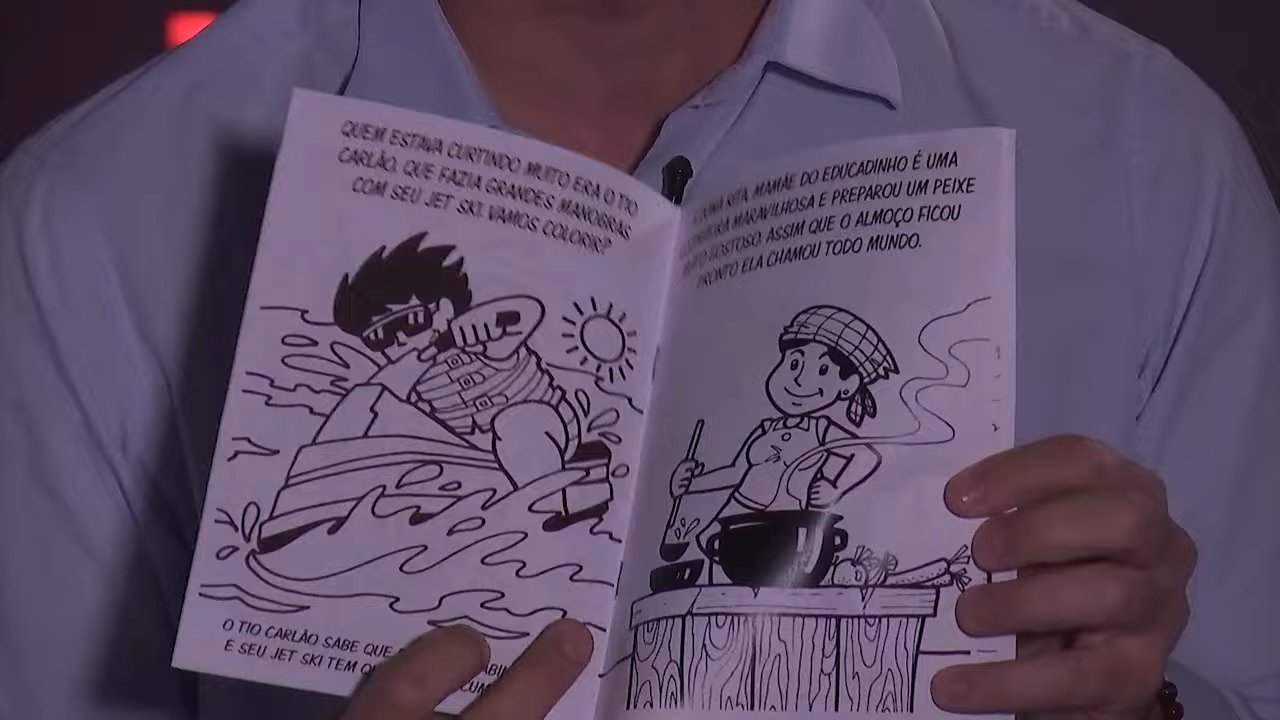 QUEM ESTAVA CURTINDO MUITO ERA O TIO
CARLÃO, QUE FAZIA GRANDES MANOBRAS
COM SEU JET SKI. VAMOS COLORIR?
O TIO CARLÃO SABE QUE
E SEU JET SKI TEM
RITA, MAMÃE DO EDUCADINHO É UMA
MARAVILHOSA E PREPAROU UM PEIXE
GOSTOSO. ASSIM QUE O ALMOÇO FICOU
PRONTO ELA CHAMOU TODO MUNDO.